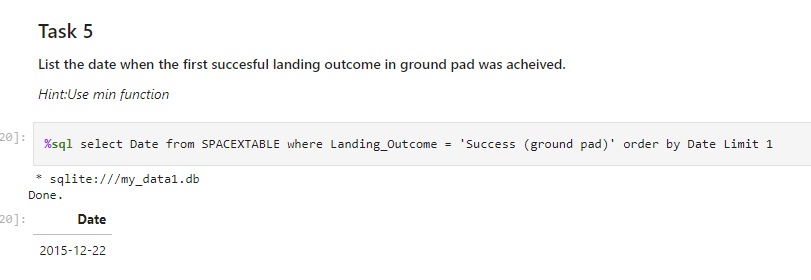 Task 5
List the date when the first succesful landing outcome in ground pad was acheived.
Hint:Use min function
20]: %sql select Date from SPACEXTABLE where Landing_Outcome = 'Success (ground pad)' order by Date Limit 1
* sqlite:///my_data1.db
Done.
20]: Date
2015-12-22